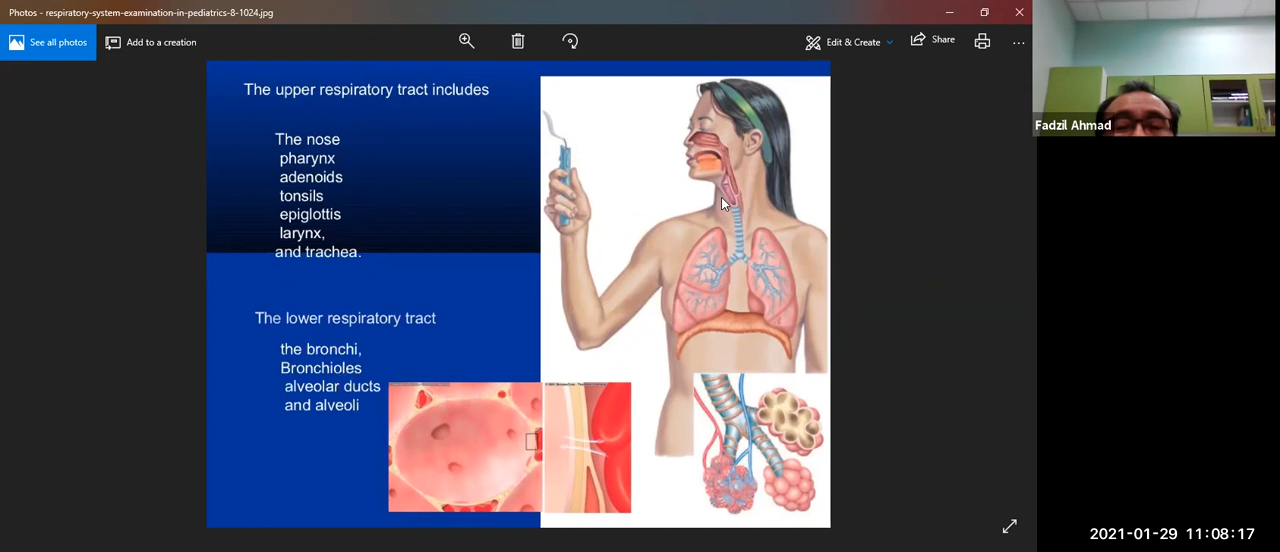 Photos - respiratory-system-examination-in-pediatrics-8-1024.jpg
See all photos
Add to a creation
Edit & Create
Share
Fadzil Ahmad
The upper respiratory tract includes
The nose
pharynx
adenoids
tonsils
epiglottis
larynx,
and trachea.
The lower respiratory tract
the bronchi,
Bronchioles
alveolar ducts
and alveoli
2021-01-29 11:08:17